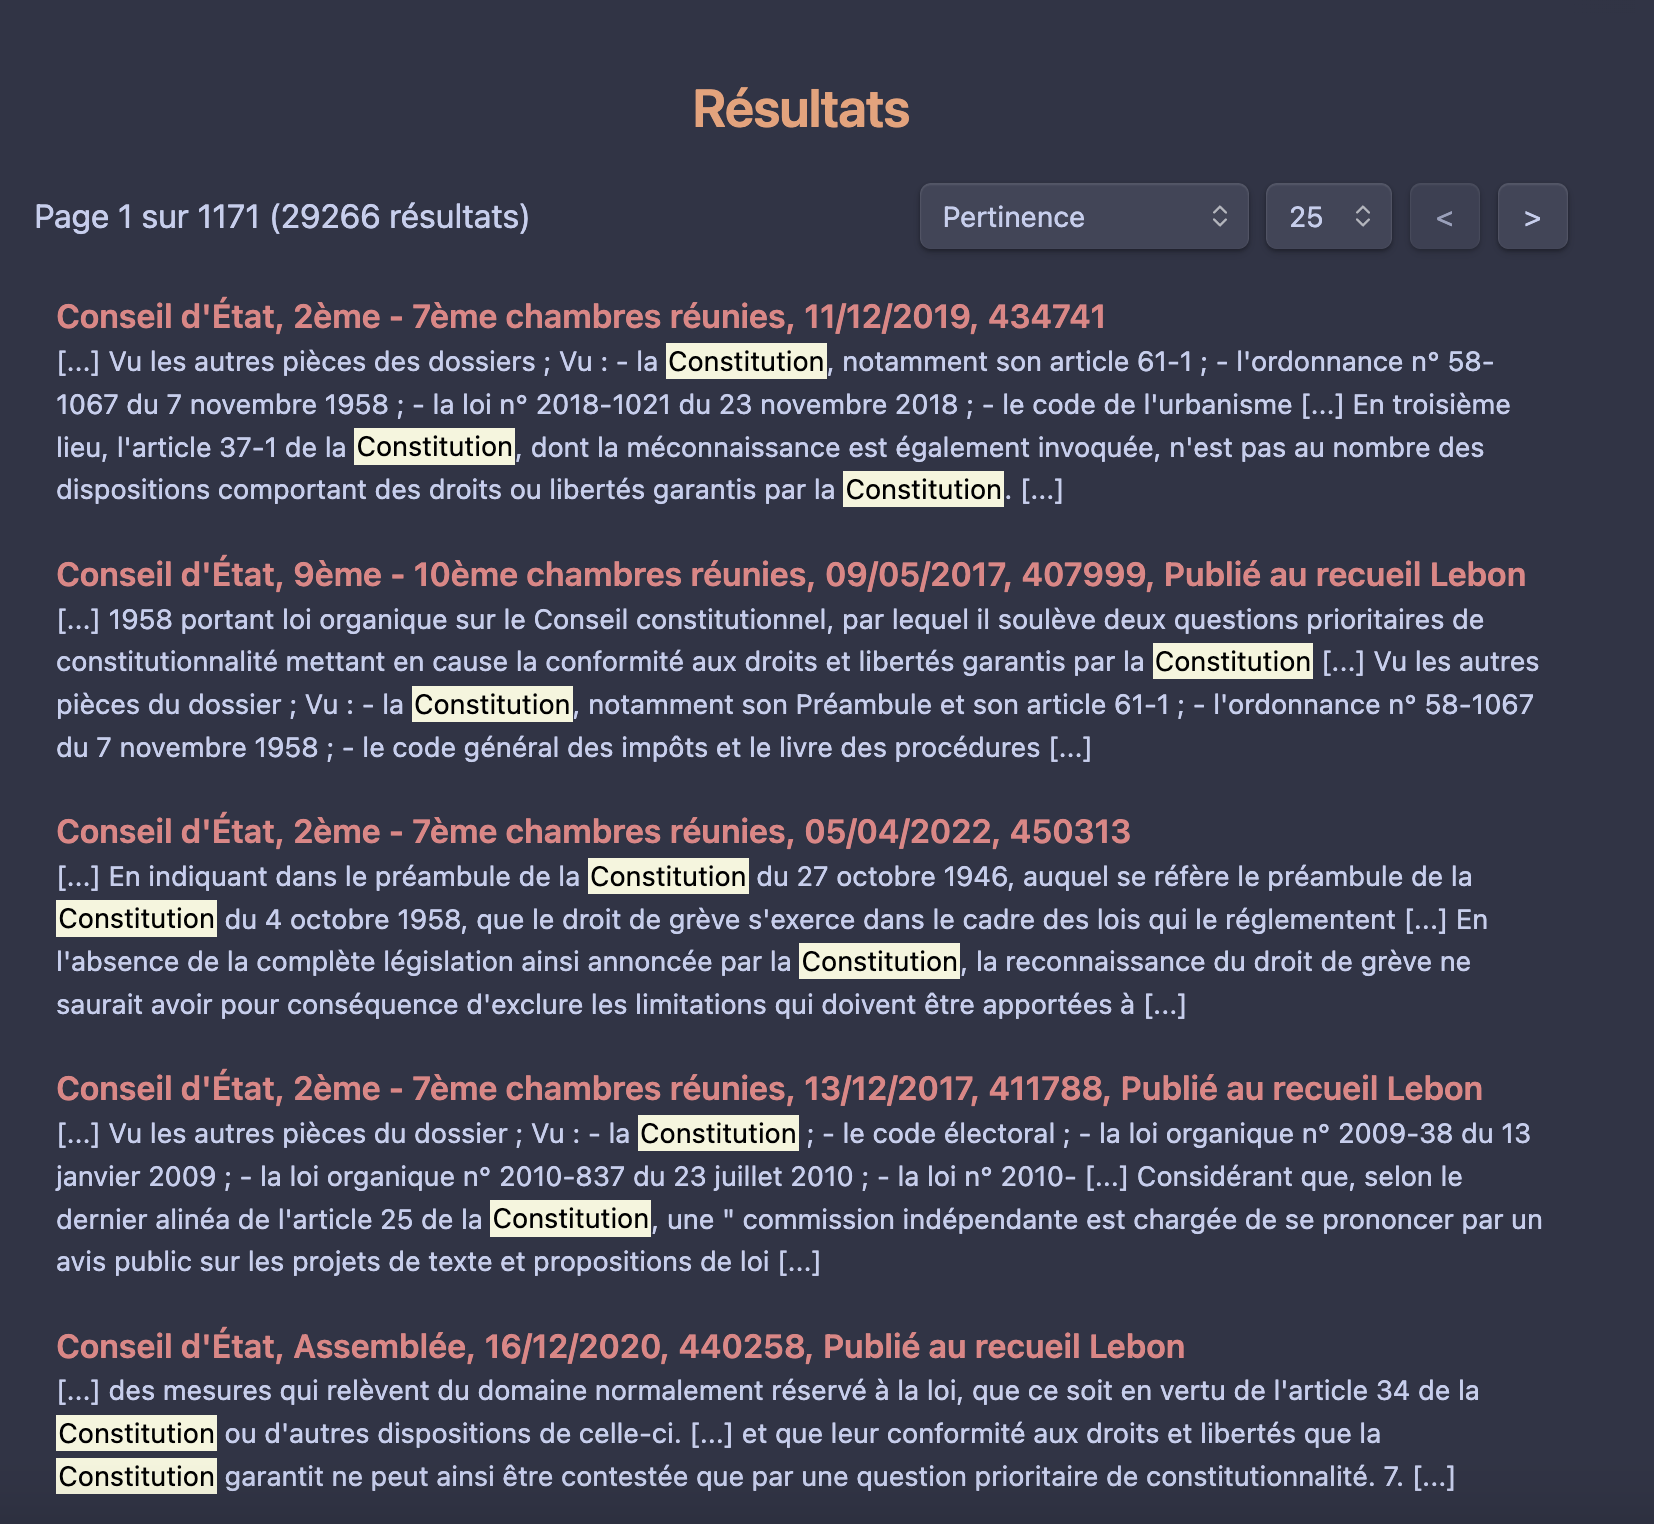 Résultats
Page 1 sur 1171 (29266 résultats)
Pertinence
25
<
>
Conseil d'État, 2ème - 7ème chambres réunies, 11/12/2019, 434741
[...] Vu les autres pièces des dossiers ; Vu : - la Constitution, notamment son article 61-1 ; - l'ordonnance n° 58-
1067 du 7 novembre 1958 ; - la loi n° 2018-1021 du 23 novembre 2018 ; - le code de l'urbanisme [...] En troisième
lieu, l'article 37-1 de la Constitution, dont la méconnaissance est également invoquée, n'est pas au nombre des
dispositions comportant des droits ou libertés garantis par la Constitution. [...]
Conseil d'État, 9ème - 10ème chambres réunies, 09/05/2017, 407999, Publié au recueil Lebon
[...] 1958 portant loi organique sur le Conseil constitutionnel, par lequel il soulève deux questions prioritaires de
constitutionnalité mettant en cause la conformité aux droits et libertés garantis par la Constitution [...] Vu les autres
pièces du dossier ; Vu : - la Constitution, notamment son Préambule et son article 61-1 ; - l'ordonnance n° 58-1067
du 7 novembre 1958 ; - le code général des impôts et le livre des procédures [...]
Conseil d'État, 2ème - 7ème chambres réunies, 05/04/2022, 450313
[...] En indiquant dans le préambule de la Constitution du 27 octobre 1946, auquel se réfère le préambule de la
Constitution du 4 octobre 1958, que le droit de grève s'exerce dans le cadre des lois qui le réglementent [...] En
l'absence de la complète législation ainsi annoncée par la Constitution, la reconnaissance du droit de grève ne
saurait avoir pour conséquence d'exclure les limitations qui doivent être apportées à [...]
Conseil d'État, 2ème - 7ème chambres réunies, 13/12/2017, 411788, Publié au recueil Lebon
[...] Vu les autres pièces du dossier ; Vu : - la Constitution ; - le code électoral ; - la loi organique n° 2009-38 du 13
janvier 2009 ; - la loi organique n° 2010-837 du 23 juillet 2010 ; - la loi n° 2010- [...] Considérant que, selon le
dernier alinéa de l'article 25 de la Constitution, une " commission indépendante est chargée de se prononcer par un
avis public sur les projets de texte et propositions de loi [...]
Conseil d'État, Assemblée, 16/12/2020, 440258, Publié au recueil Lebon
[...] des mesures qui relèvent du domaine normalement réservé à la loi, que ce soit en vertu de l'article 34 de la
Constitution ou d'autres dispositions de celle-ci. [...] et que leur conformité aux droits et libertés que la
Constitution garantit ne peut ainsi être contestée que par une question prioritaire de constitutionnalité. 7. [...]